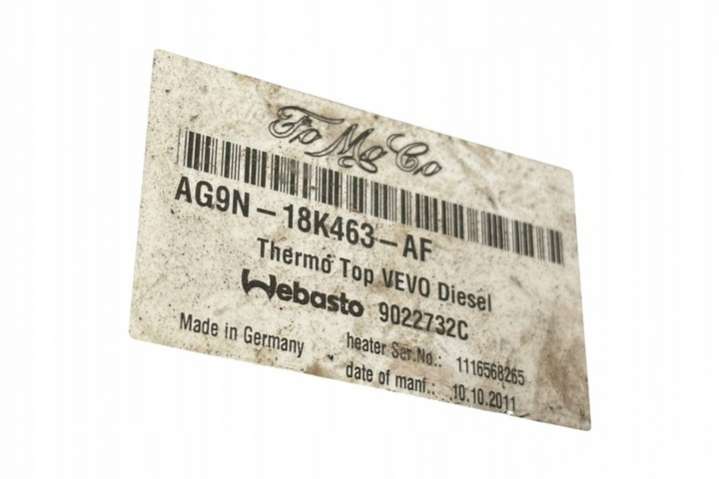 FoMoCo
AG9N-18K463-AF
Thermo Top VEVO Diesel
Webasto 9022732C
Made in Germany
heater Ser.No.: 1116568265
date of manf.: 10.10.2011